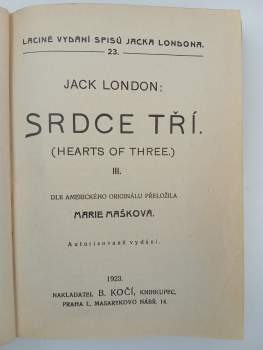 LACINÉ VYDÁNÍ SPISŮ JACKA LONDONA.
23.
JACK LONDON:
SRDCE TŘÍ.
(HEARTS OF THREE.)
III.
DLE AMERICKÉHO ORIGINÁLU PŘELOŽILA
MARIE MAŠKOVA.
Autorisované vydání.
1923.
NAKLADATEL B. KOČÍ, KNIHKUPEC,
PRAHA I., MASARYKOVO NÁBŘ. 14.